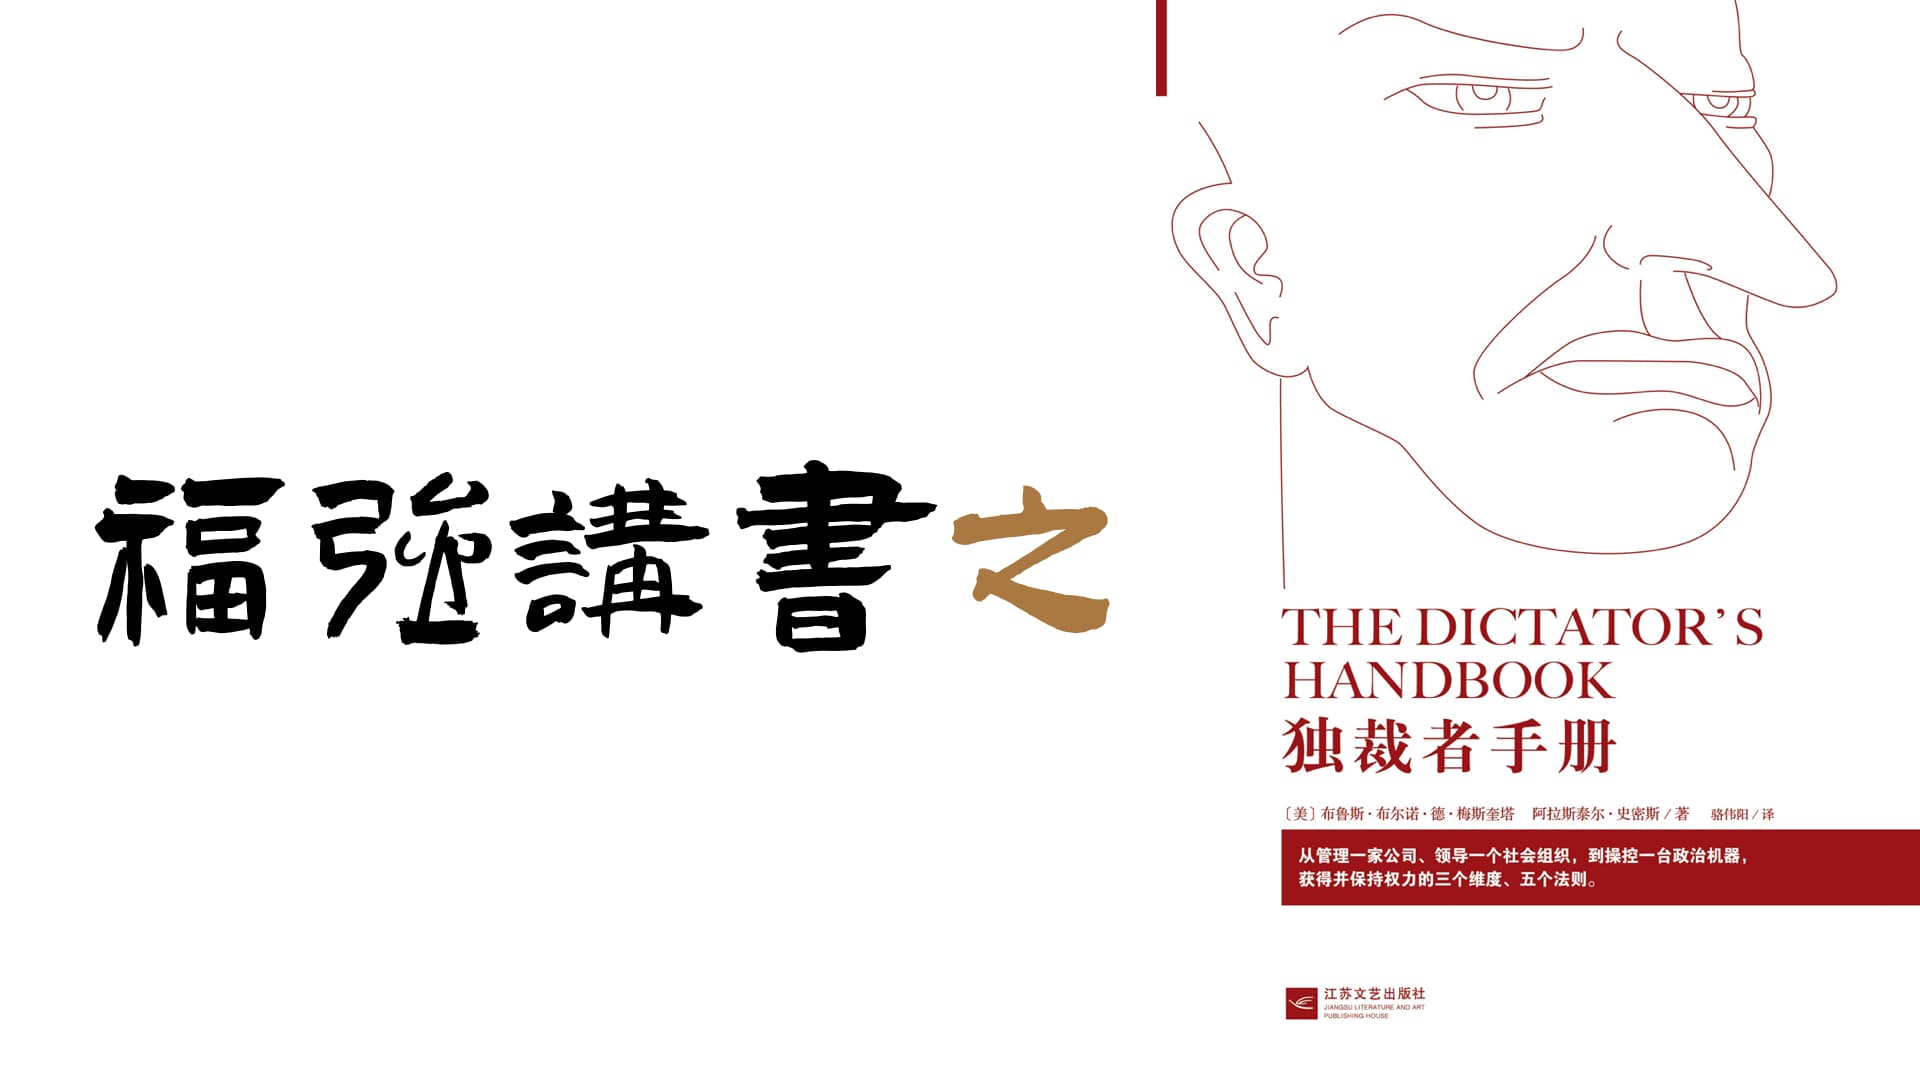 福強講書之
THE DICTATOR’S
HANDBOOK
独裁者手册
〔美〕布鲁斯·布尔诺·德·梅斯奎塔 阿拉斯泰尔·史密斯／著 骆伟阳／译
从管理一家公司、领导一个社会组织，到操控一台政治机器，
获得并保持权力的三个维度、五个法则。
江苏文艺出版社
JIANGSU LITERATURE AND ART
PUBLISHING HOUSE